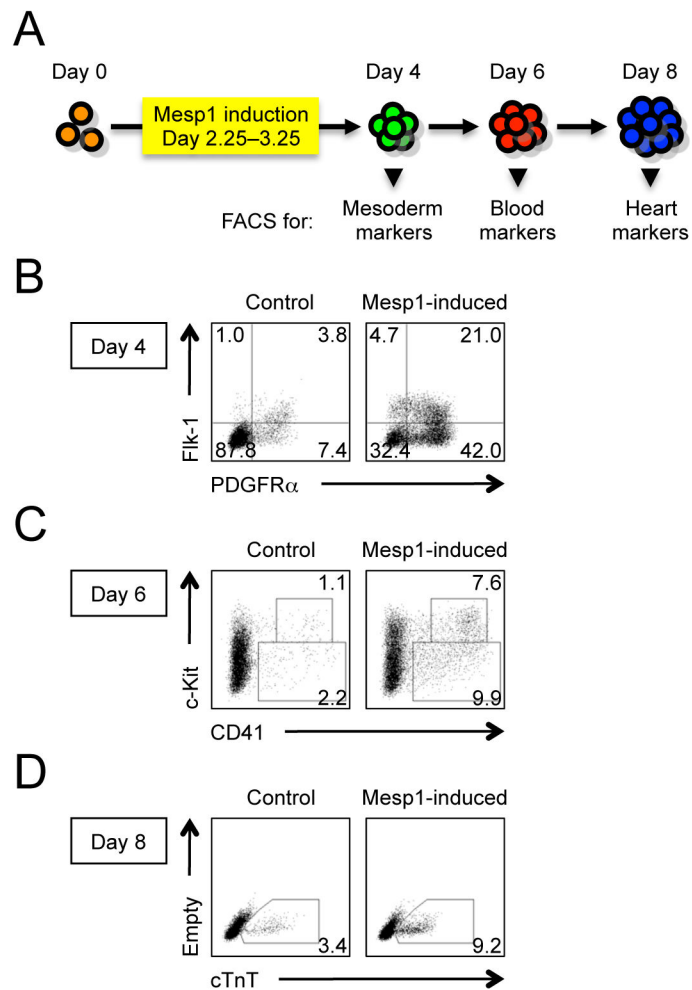 A
Day 0
Day 4
Day 6
Day 8
Mesp1 induction
Day 2.25–3.25
FACS for:
Mesoderm
markers
Blood
markers
Heart
markers
B
Control
Mesp1-induced
Day 4
1.0
3.8
4.7
21.0
Flk-1
87.8
7.4
32.4
42.0
PDGFRα
C
Control
Mesp1-induced
Day 6
1.1
7.6
c-Kit
2.2
9.9
CD41
D
Control
Mesp1-induced
Day 8
Empty
3.4
9.2
cTnT